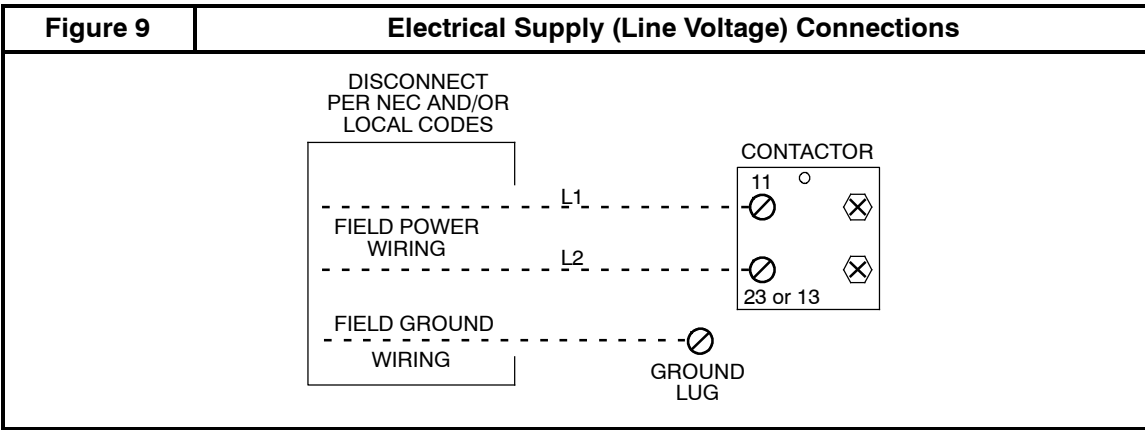 Figure 9
Electrical Supply (Line Voltage) Connections
DISCONNECT
PER NEC AND/OR
LOCAL CODES
CONTACTOR
11
L1
FIELD POWER
WIRING
L2
23 or 13
FIELD GROUND
WIRING
GROUND
LUG